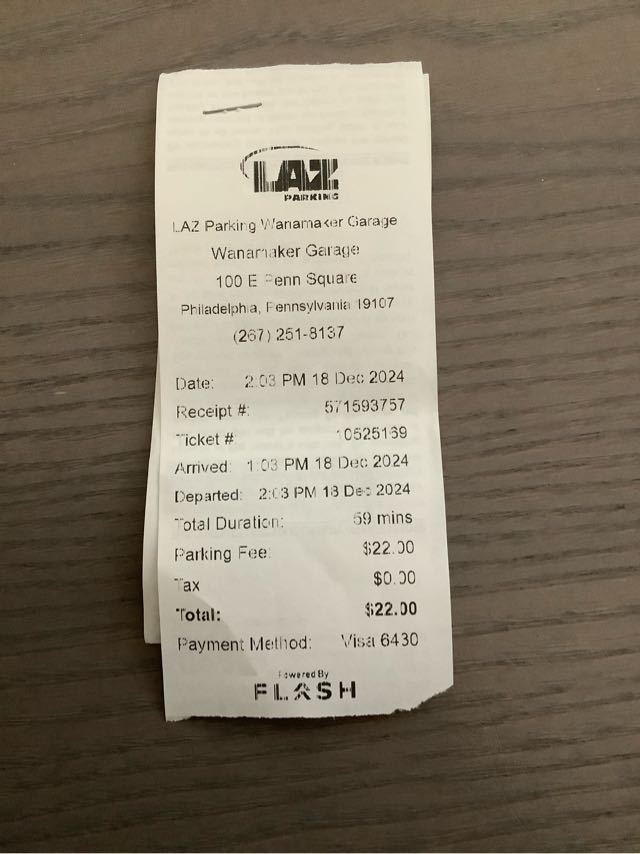 LAZ
PARKING
LAZ Parking Wanamaker Garage
Wanamaker Garage
100 E Penn Square
Philadelphia, Pennsylvania 19107
(267) 251-8137
Date: 2:03 PM 18 Dec 2024
Receipt #: 571593757
Ticket # 10525169
Arrived: 1:03 PM 18 Dec 2024
Departed: 2:03 PM 18 Dec 2024
Total Duration: 59 mins
Parking Fee: $22.00
Tax $0.00
Total: $22.00
Payment Method: Visa 6430
Powered By
FLASH